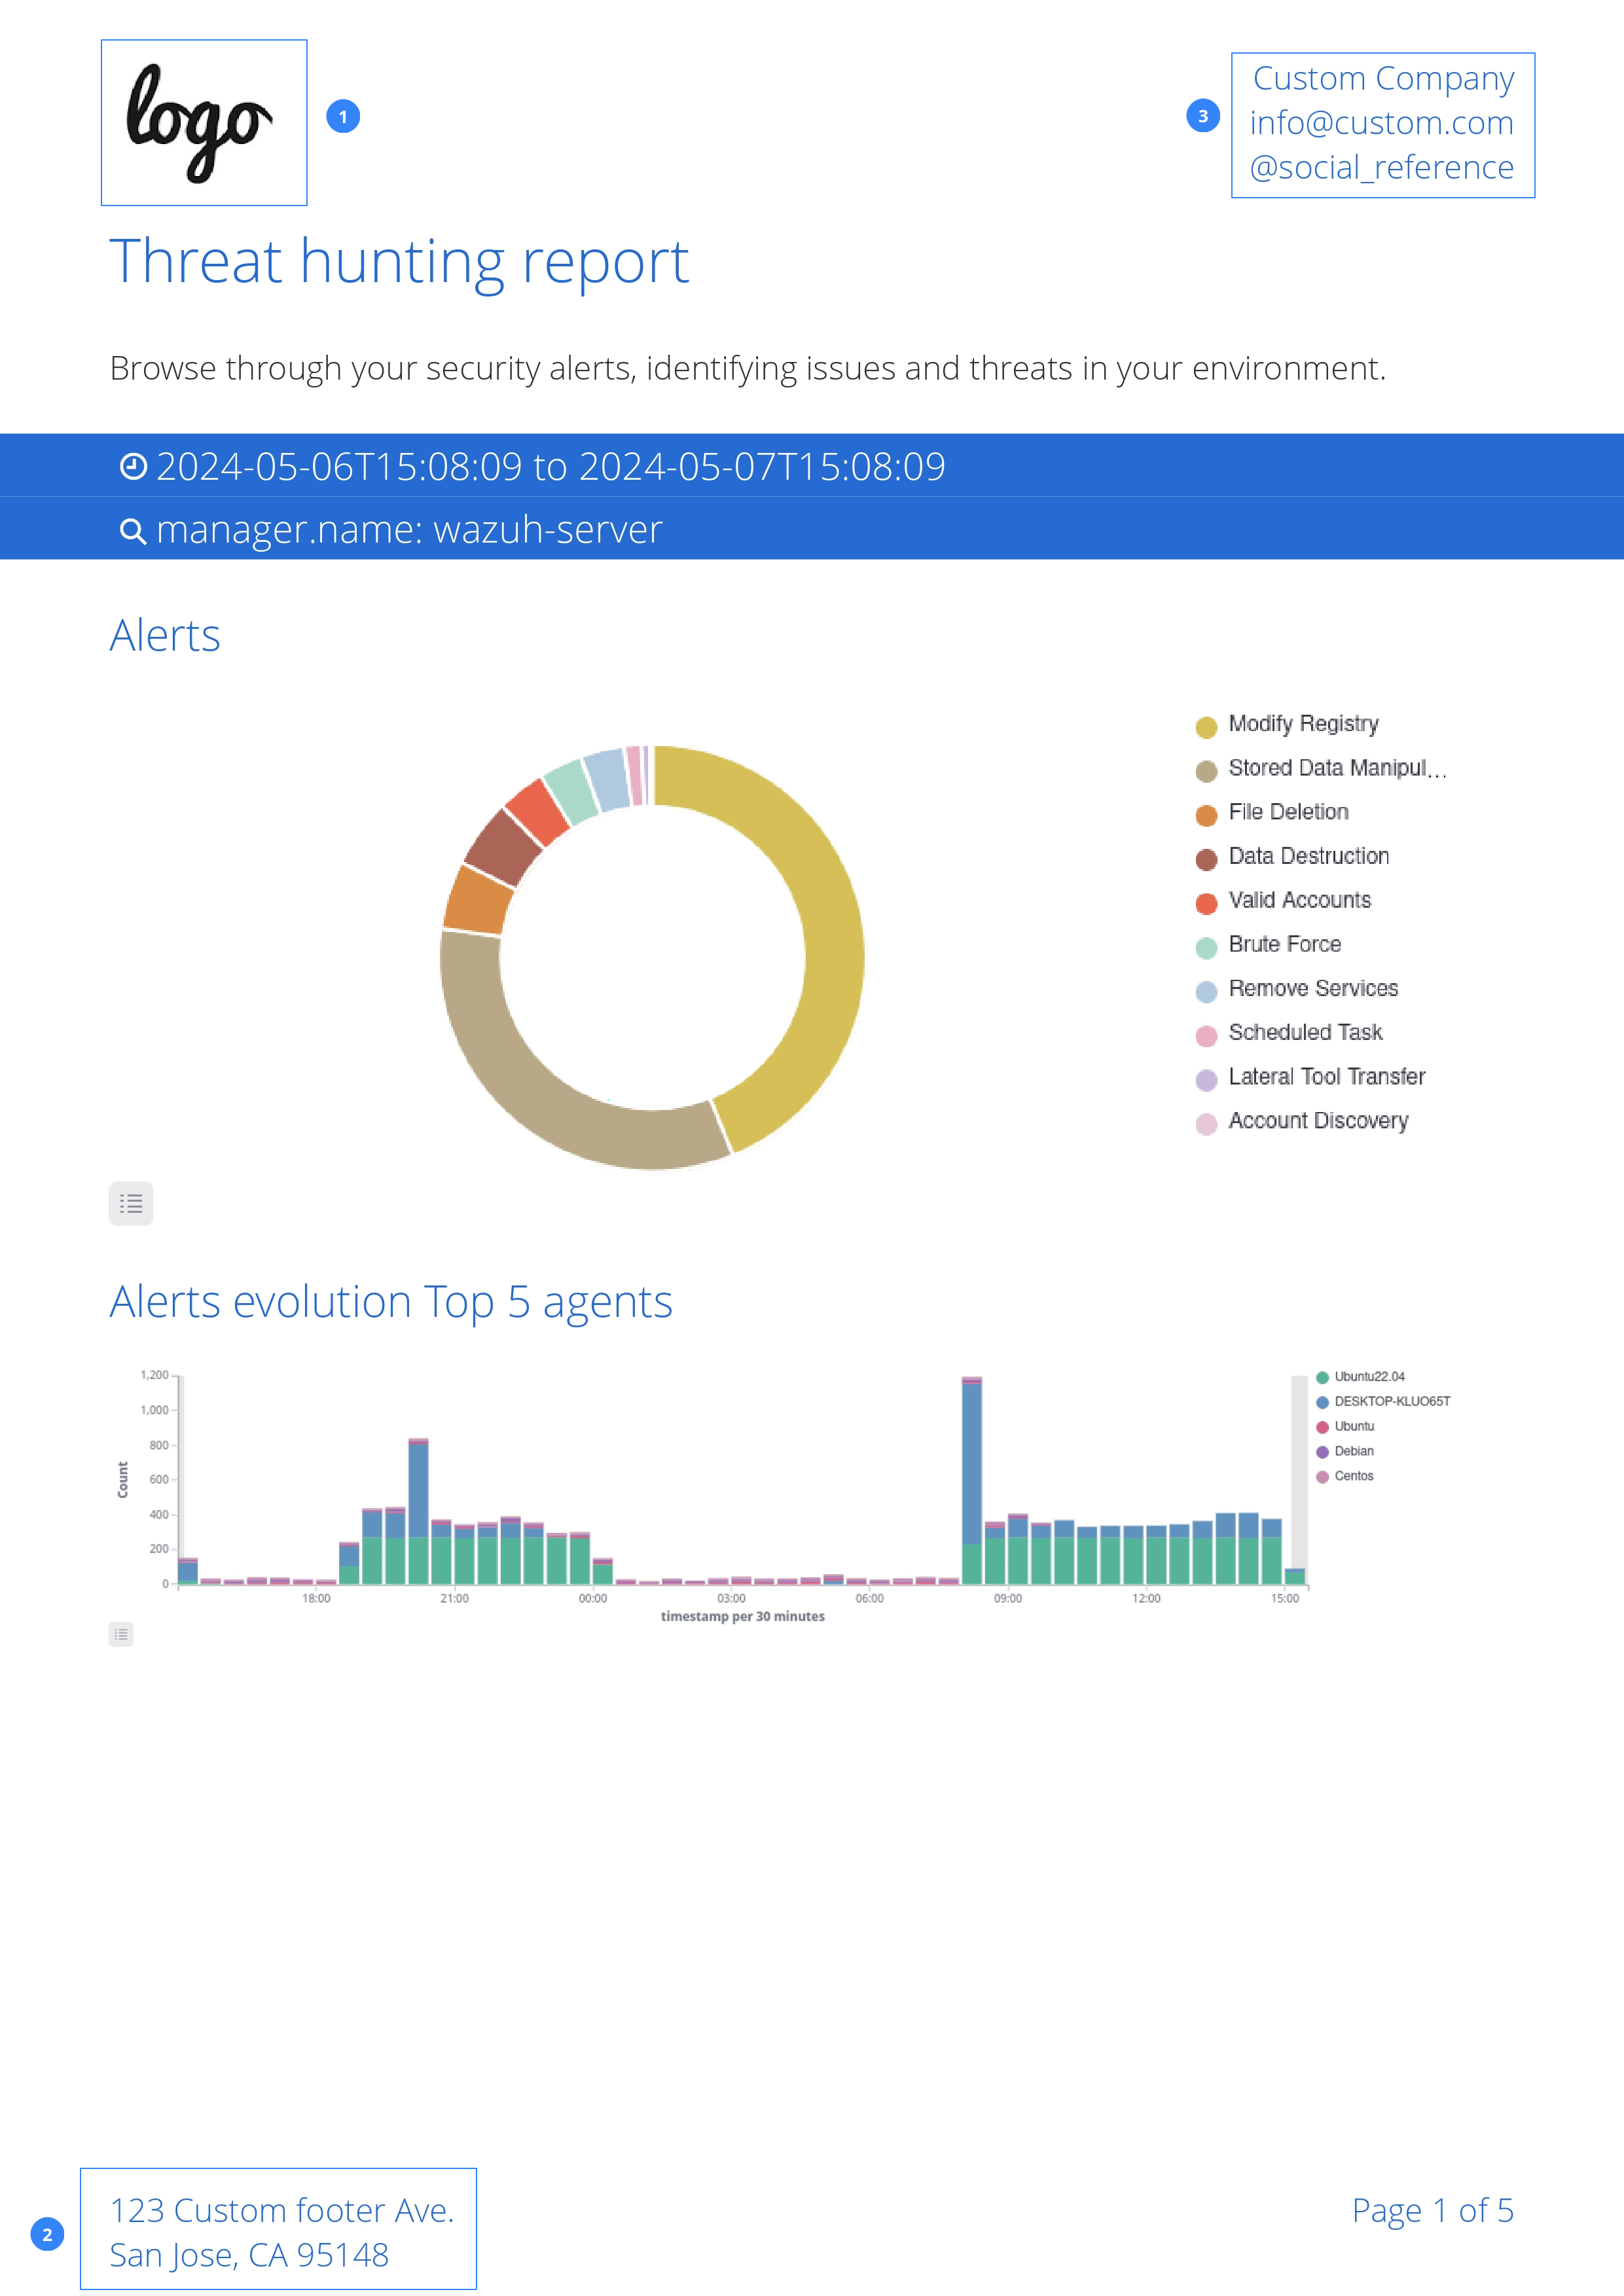 logo
1
3
Custom Company
info@custom.com
@social_reference
Threat hunting report
Browse through your security alerts, identifying issues and threats in your environment.
2024-05-06T15:08:09 to 2024-05-07T15:08:09
manager.name: wazuh-server
Alerts
Modify Registry
Stored Data Manipul...
File Deletion
Data Destruction
Valid Accounts
Brute Force
Remove Services
Scheduled Task
Lateral Tool Transfer
Account Discovery
Alerts evolution Top 5 agents
1,200
1,000
800
600
400
200
0
Count
18:00
21:00
00:00
03:00
06:00
09:00
12:00
15:00
timestamp per 30 minutes
Ubuntu22.04
DESKTOP-KLUO65T
Ubuntu
Debian
Centos
2
123 Custom footer Ave.
San Jose, CA 95148
Page 1 of 5